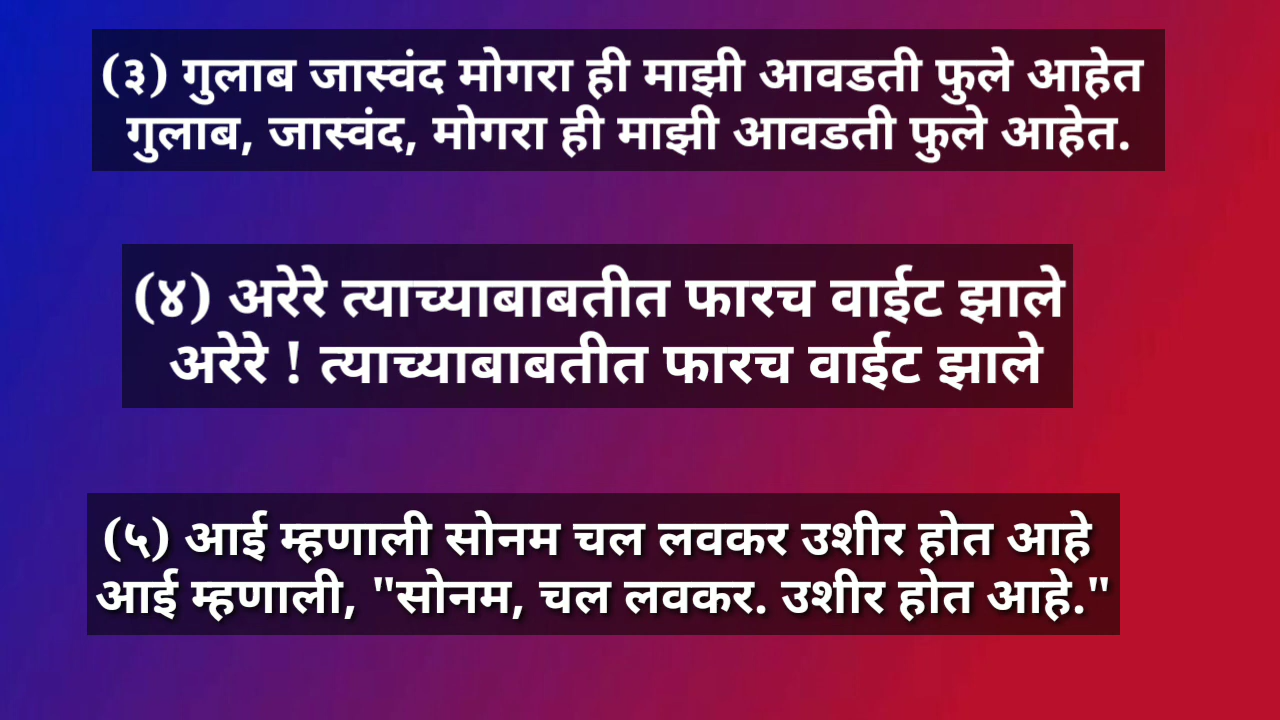 (३) गुलाब जास्वंद मोगरा ही माझी आवडती फुले आहेत
गुलाब, जास्वंद, मोगरा ही माझी आवडती फुले आहेत.
(४) अरेरे त्याच्याबाबतीत फारच वाईट झाले
अरेरे ! त्याच्याबाबतीत फारच वाईट झाले
(५) आई म्हणाली सोनम चल लवकर उशीर होत आहे
आई म्हणाली, "सोनम, चल लवकर. उशीर होत आहे."